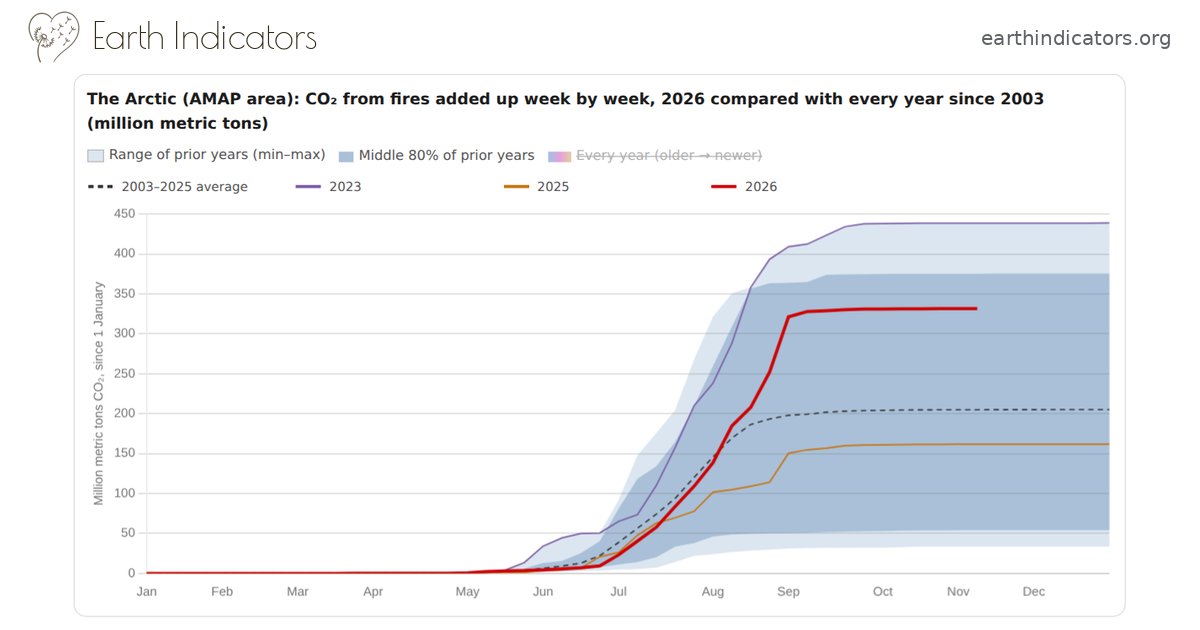 Earth Indicators
earthindicators.org
The Arctic (AMAP area): CO₂ from fires added up week by week, 2026 compared with every year since 2003
(million metric tons)
Range of prior years (min–max)
Middle 80% of prior years
Every year (older → newer)
2003–2025 average
2023
2025
2026
Million metric tons CO₂, since 1 January
450
400
350
300
250
200
150
100
50
0
Jan
Feb
Mar
Apr
May
Jun
Jul
Aug
Sep
Oct
Nov
Dec